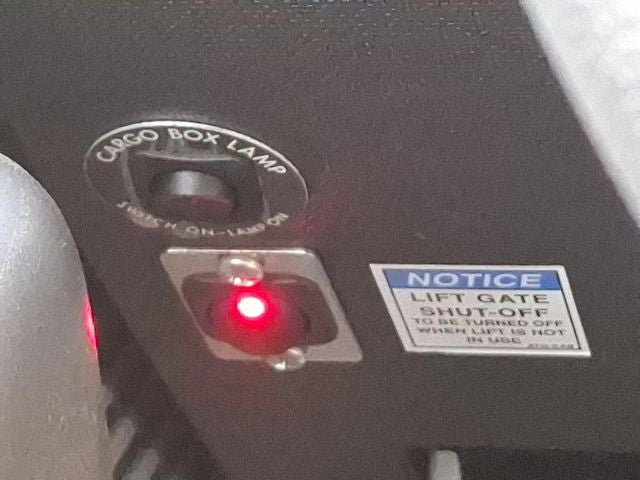 CARGO BOX LAMP
SWITCH ON-LAMP ON
NOTICE
LIFT GATE
SHUT-OFF
TO BE TURNED OFF
WHEN LIFT IS NOT
IN USE